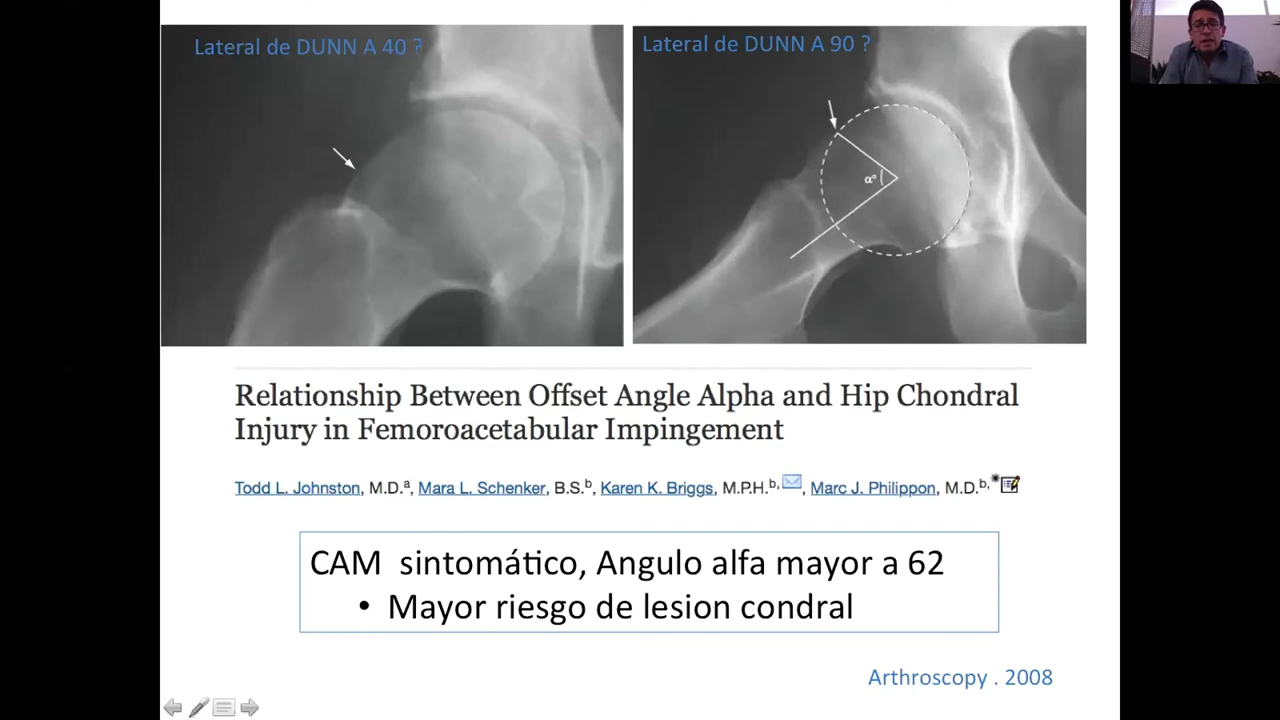 Lateral de DUNN A 40 ?
Lateral de DUNN A 90 ?
α°
Relationship Between Offset Angle Alpha and Hip Chondral
Injury in Femoroacetabular Impingement
Todd L. Johnston, M.D.a, Mara L. Schenker, B.S.b, Karen K. Briggs, M.P.H.b, Marc J. Philippon, M.D.b,*
CAM sintomático, Angulo alfa mayor a 62
• Mayor riesgo de lesion condral
Arthroscopy . 2008